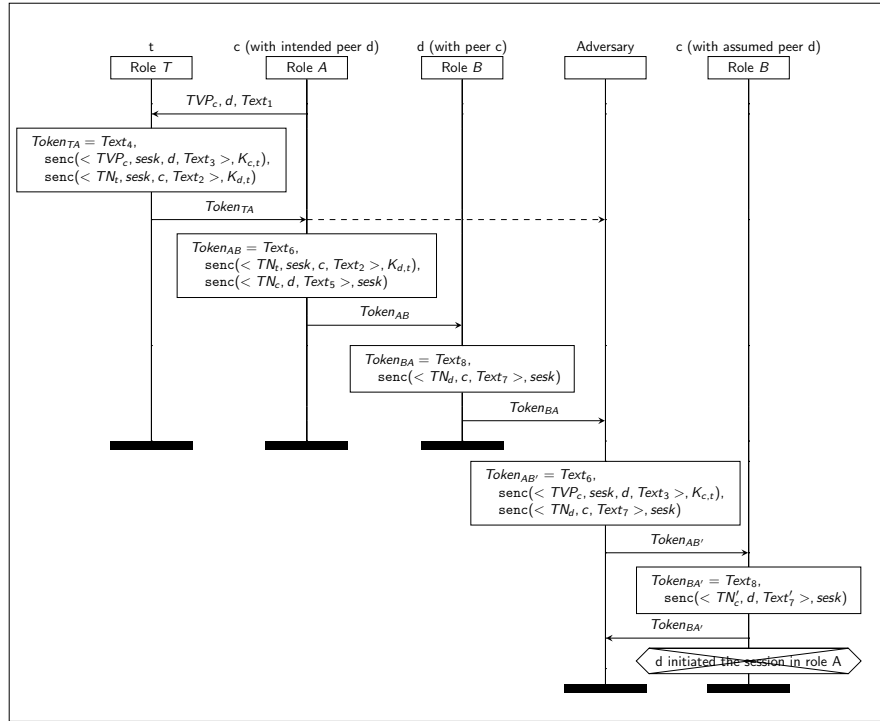 t
c (with intended peer d)
d (with peer c)
Adversary
c (with assumed peer d)
Role T
Role A
Role B
Role B
TVP_c, d, Text_1
Token_TA = Text_4,
senc(< TVP_c, sesk, d, Text_3 >, K_c,t),
senc(< TN_t, sesk, c, Text_2 >, K_d,t)
Token_TA
Token_AB = Text_6,
senc(< TN_t, sesk, c, Text_2 >, K_d,t),
senc(< TN_c, d, Text_5 >, sesk)
Token_AB
Token_BA = Text_8,
senc(< TN_d, c, Text_7 >, sesk)
Token_BA
Token_AB′ = Text_6,
senc(< TVP_c, sesk, d, Text_3 >, K_c,t),
senc(< TN_d, c, Text_7 >, sesk)
Token_AB′
Token_BA′ = Text_8,
senc(< TN′_c, d, Text′_7 >, sesk)
Token_BA′
d initiated the session in role A